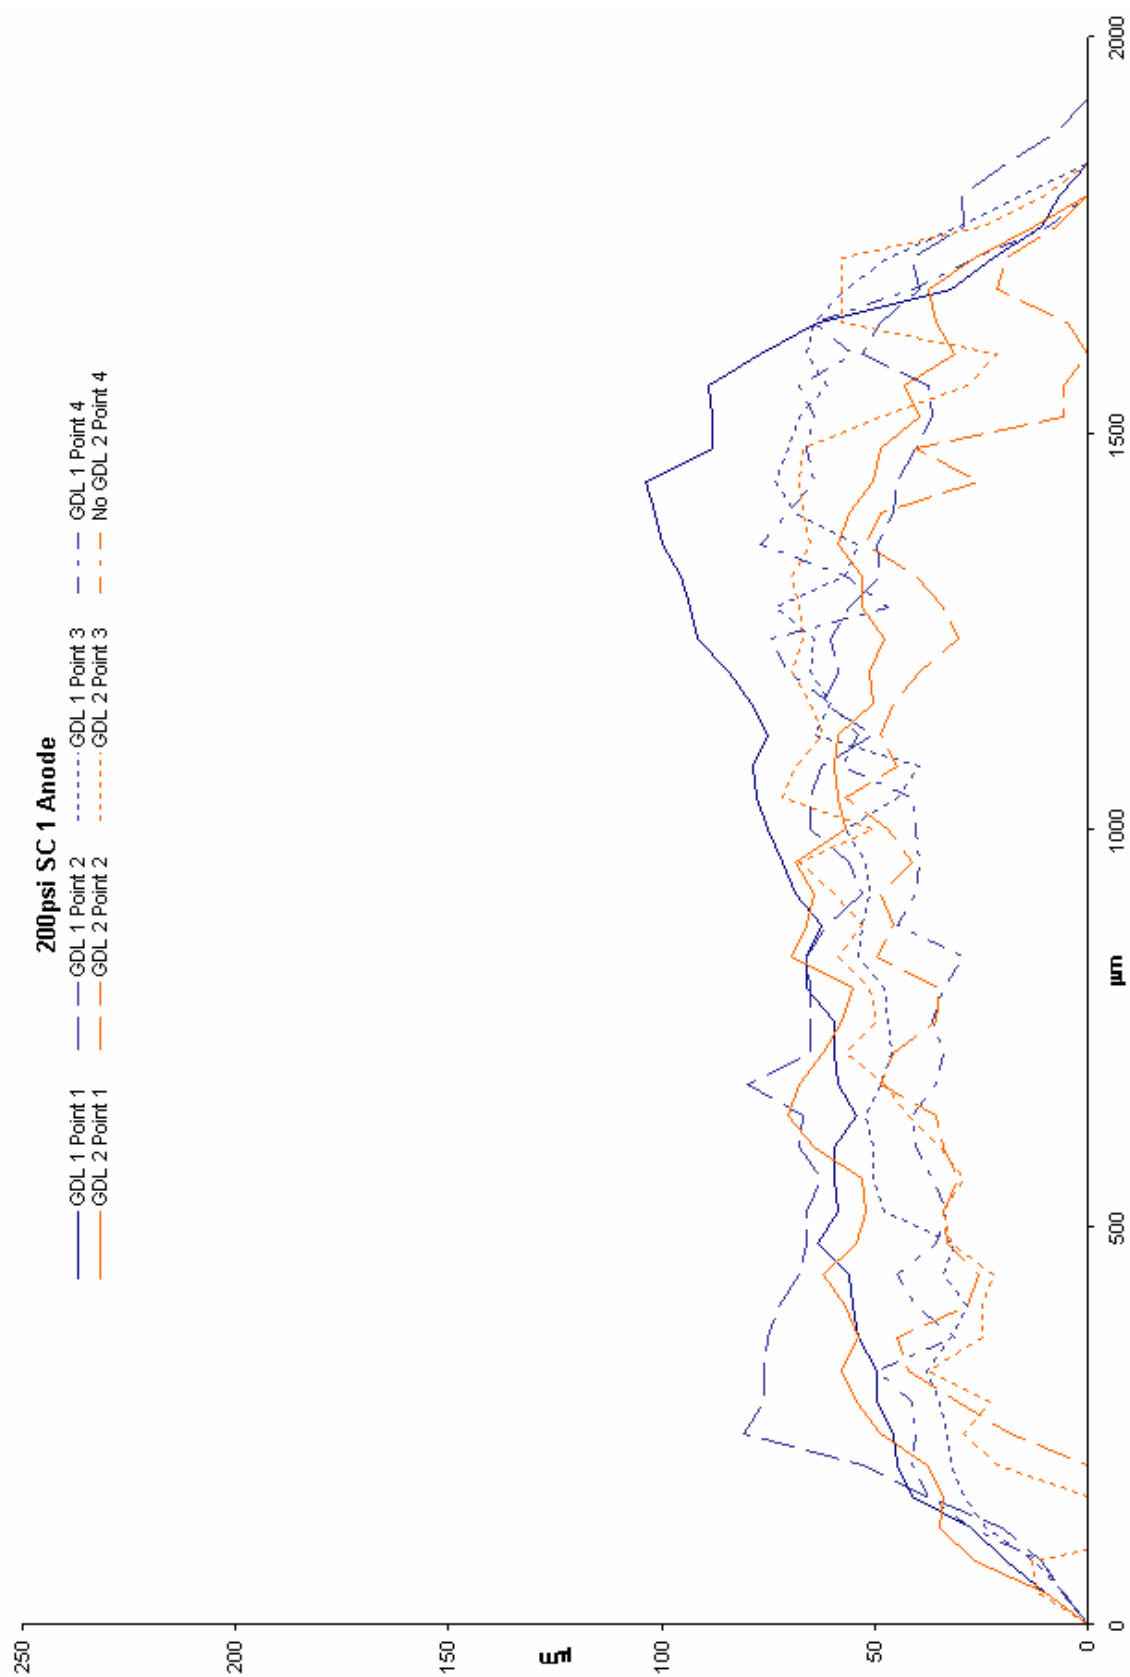 200psi SC 1 Anode
GDL 1 Point 1 GDL 1 Point 2 GDL 1 Point 3 GDL 1 Point 4
GDL 2 Point 1 GDL 2 Point 2 GDL 2 Point 3 No GDL 2 Point 4
250
200
150
100
50
0
µm
0 500 1000 1500 2000
µm